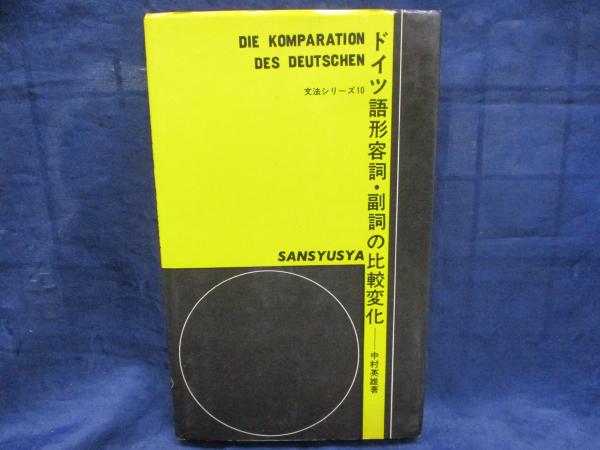 DIE KOMPARATION
DES DEUTSCHEN
文法シリーズ10
ドイツ語形容詞・副詞の比較変化――中村英雄著
SANSYUSYA